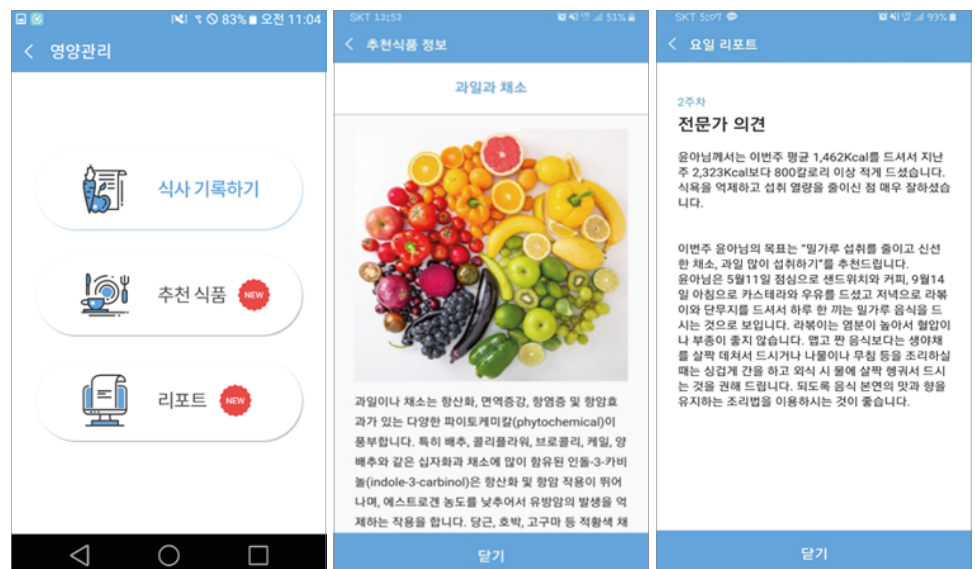 83% 오전 11:04
영양관리
식사 기록하기
추천 식품 NEW
리포트 NEW
SKT 12:52 51%
추천식품 정보
과일과 채소
과일이나 채소는 항산화, 면역증강, 항염증 및 항암효
과가 있는 다양한 파이토케미칼(phytochemical)이
풍부합니다. 특히 배추, 콜리플라워, 브로콜리, 케일, 양
배추와 같은 십자화과 채소에 많이 함유된 인돌-3-카비
놀(indole-3-carbinol)은 항산화 및 항암 작용이 뛰어
나며, 에스트로겐 농도를 낮추어서 유방암의 발생을 억
제하는 작용을 합니다. 당근, 호박, 고구마 등 적황색 채
닫기
SKT 5:07 93%
요일 리포트
2주차
전문가 의견
윤아님께서는 이번주 평균 1,462Kcal를 드셔서 지난
주 2,323Kcal보다 800칼로리 이상 적게 드셨습니다.
식욕을 억제하고 섭취 열량을 줄이신 점 매우 잘하셨습
니다.
이번주 윤아님의 목표는 “밀가루 섭취를 줄이고 신선
한 채소, 과일 많이 섭취하기”를 추천드립니다.
윤아님은 5월11일 점심으로 샌드위치와 커피, 9월14
일 아침으로 카스테라와 우유를 드셨고 저녁으로 라볶
이와 단무지를 드셔서 하루 한 끼는 밀가루 음식을 드
시는 것으로 보입니다. 라볶이는 염분이 높아서 혈압이
나 부종이 좋지 않습니다. 맵고 짠 음식보다는 생야채
를 살짝 데쳐서 드시거나 나물이나 무침 등을 조리하실
때는 싱겁게 간을 하고 외식 시 물에 살짝 헹궈서 드시
는 것을 권해 드립니다. 되도록 음식 본연의 맛과 향을
유지하는 조리법을 이용하시는 것이 좋습니다.
닫기